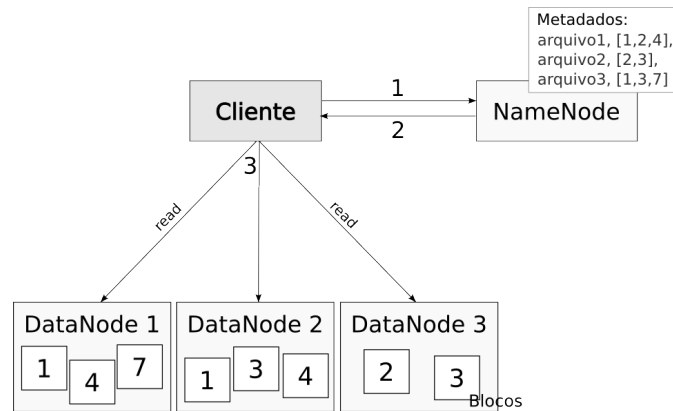 Metadados:
arquivo1, [1,2,4],
arquivo2, [2,3],
arquivo3, [1,3,7]
Cliente
1
2
NameNode
3
read
read
DataNode 1
1
4
7
DataNode 2
1
3
4
DataNode 3
2
3
Blocos